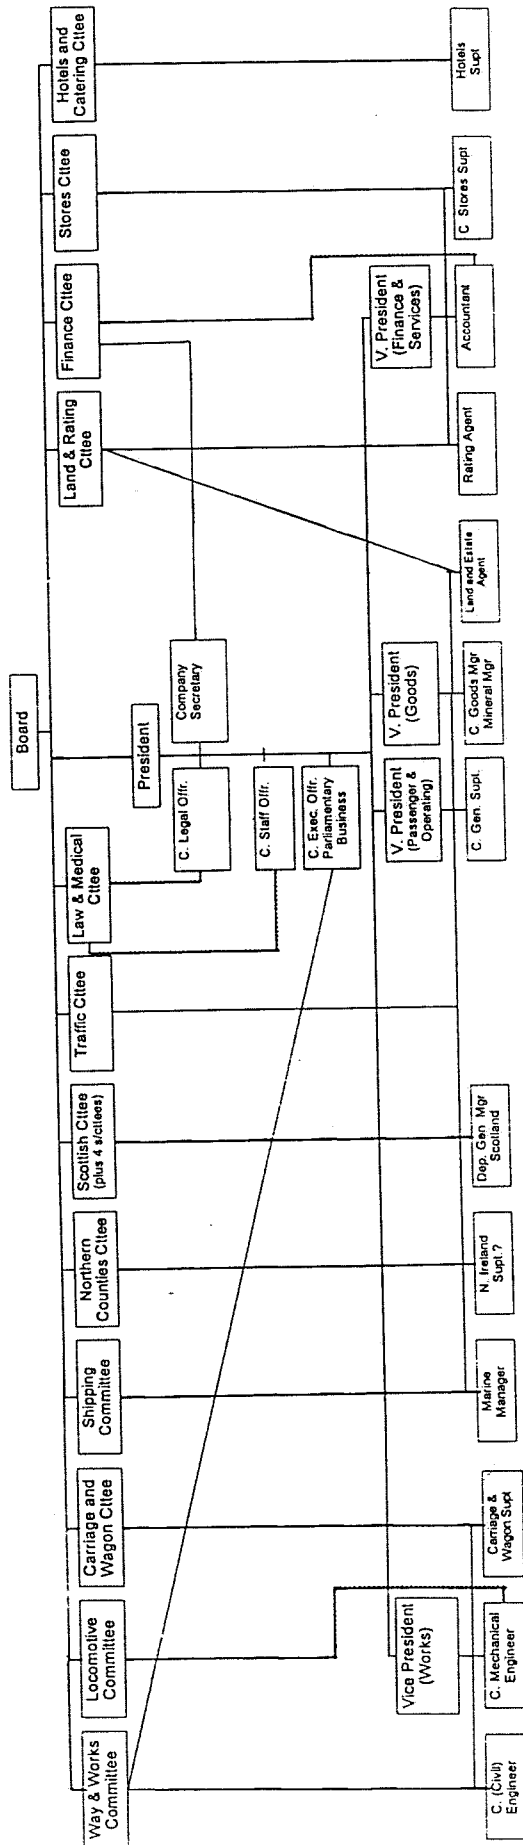 Board
Way & Works
Committee
Locomotive
Committee
Carriage and
Wagon Cttee
Shipping
Committee
Northern
Counties Cttee
Scottish Cttee
(plus 4 s/cttees)
Traffic Cttee
Law & Medical
Cttee
Land & Rating
Cttee
Finance Cttee
Stores Cttee
Hotels and
Catering Cttee
President
C. Legal Offr.
Company
Secretary
C. Staff Offr.
C. Exec. Offr.
Parliamentary
Business
Vice President
(Works)
V. President
(Passenger &
Operating)
V. President
(Goods)
V. President
(Finance &
Services)
C. (Civil)
Engineer
C. Mechanical
Engineer
Carriage &
Wagon Supt
Marine
Manager
N. Ireland
Supt.?
Dep. Gen Mgr
Scotland
C. Gen. Supt.
C. Goods Mgr
Mineral Mgr
Land and Estate
Agent
Rating Agent
Accountant
C Stores Supt
Hotels
Supt